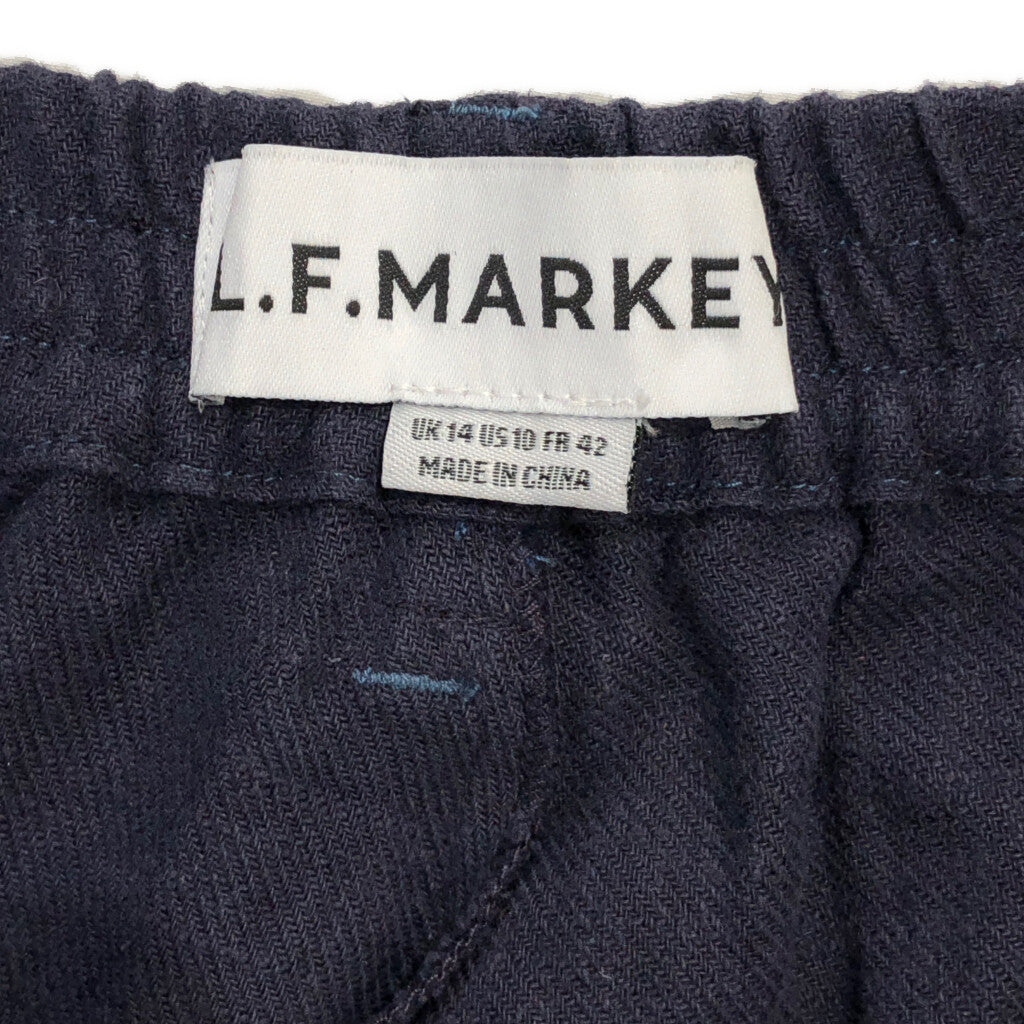 L.F.MARKEY
UK 14 US 10 FR 42
MADE IN CHINA